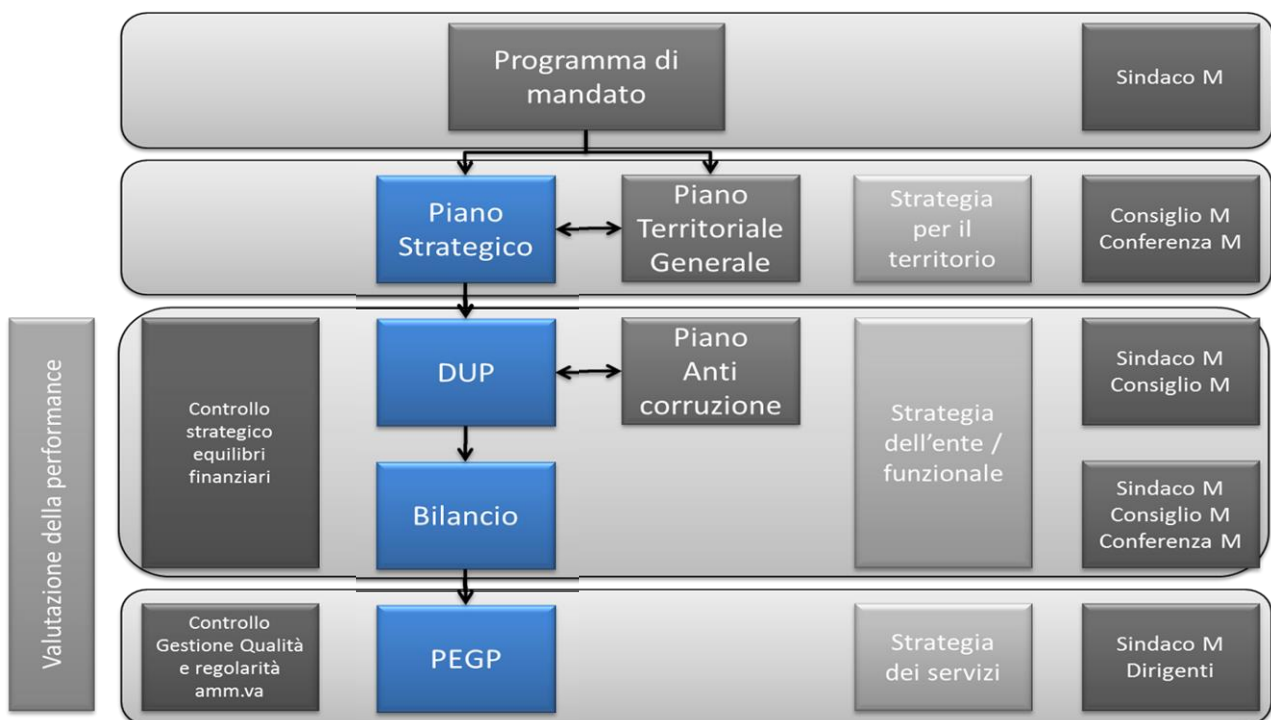 Programma di
mandato
Sindaco M
Piano
Strategico
Piano
Territoriale
Generale
Strategia
per il
territorio
Consiglio M
Conferenza M
Valutazione della performance
Controllo
strategico
equilibri
finanziari
DUP
Piano
Anti
corruzione
Strategia
dell'ente /
funzionale
Sindaco M
Consiglio M
Bilancio
Sindaco M
Consiglio M
Conferenza M
Controllo
Gestione Qualità
e regolarità
amm.va
PEGP
Strategia
dei servizi
Sindaco M
Dirigenti